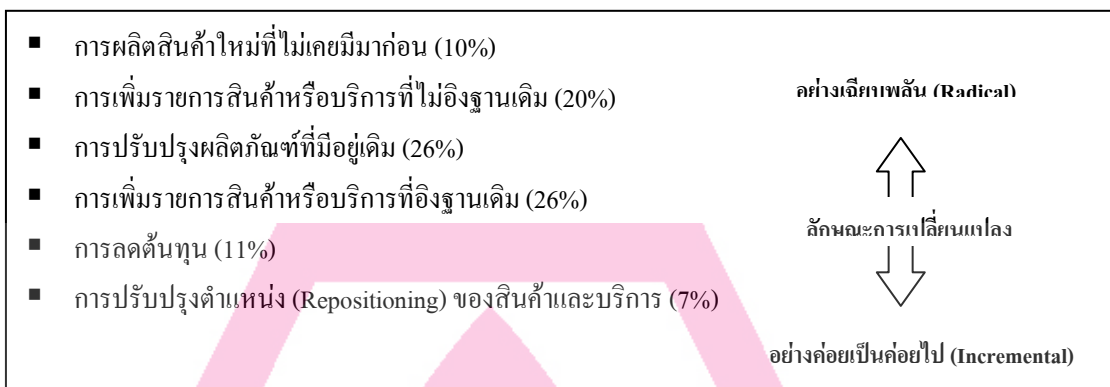 ▪ การผลิตสินค้าใหม่ที่ไม่เคยมีมาก่อน (10%)
▪ การเพิ่มรายการสินค้าหรือบริการที่ไม่อิงฐานเดิม (20%)
▪ การปรับปรุงผลิตภัณฑ์ที่มีอยู่เดิม (26%)
▪ การเพิ่มรายการสินค้าหรือบริการที่อิงฐานเดิม (26%)
▪ การลดต้นทุน (11%)
▪ การปรับปรุงตำแหน่ง (Repositioning) ของสินค้าและบริการ (7%)
อย่างเฉียบพลัน (Radical)
ลักษณะการเปลี่ยนแปลง
อย่างค่อยเป็นค่อยไป (Incremental)